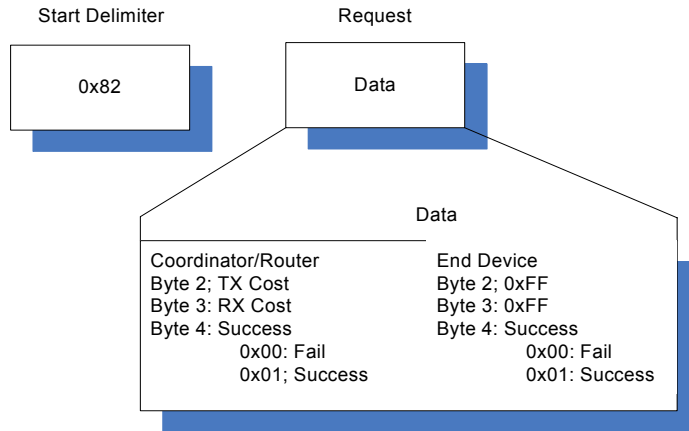 Start Delimiter
Request
0x82
Data
Data
Coordinator/Router
Byte 2; TX Cost
Byte 3: RX Cost
Byte 4: Success
0x00: Fail
0x01; Success
End Device
Byte 2; 0xFF
Byte 3: 0xFF
Byte 4: Success
0x00: Fail
0x01: Success